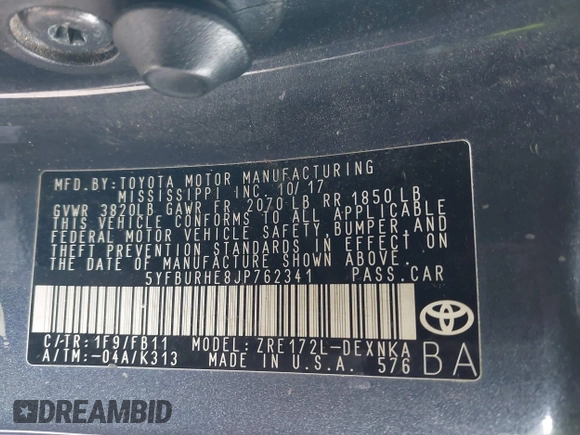 MFD.BY:TOYOTA MOTOR MANUFACTURING
MISSISSIPPI INC. 10/17
GVWR 3820LB GAWR FR 2070 LB RR 1850 LB
THIS VEHICLE CONFORMS TO ALL APPLICABLE
FEDERAL MOTOR VEHICLE SAFETY,BUMPER,AND
THEFT PREVENTION STANDARDS IN EFFECT ON
THE DATE OF MANUFACTURE SHOWN ABOVE.
5YFBURHE8JP762341 PASS.CAR
C/TR:1F9/FB11 MODEL: ZRE172L-DEXNKA
A/TM:-04A/K313 MADE IN U.S.A. 576
BA
DREAMBID